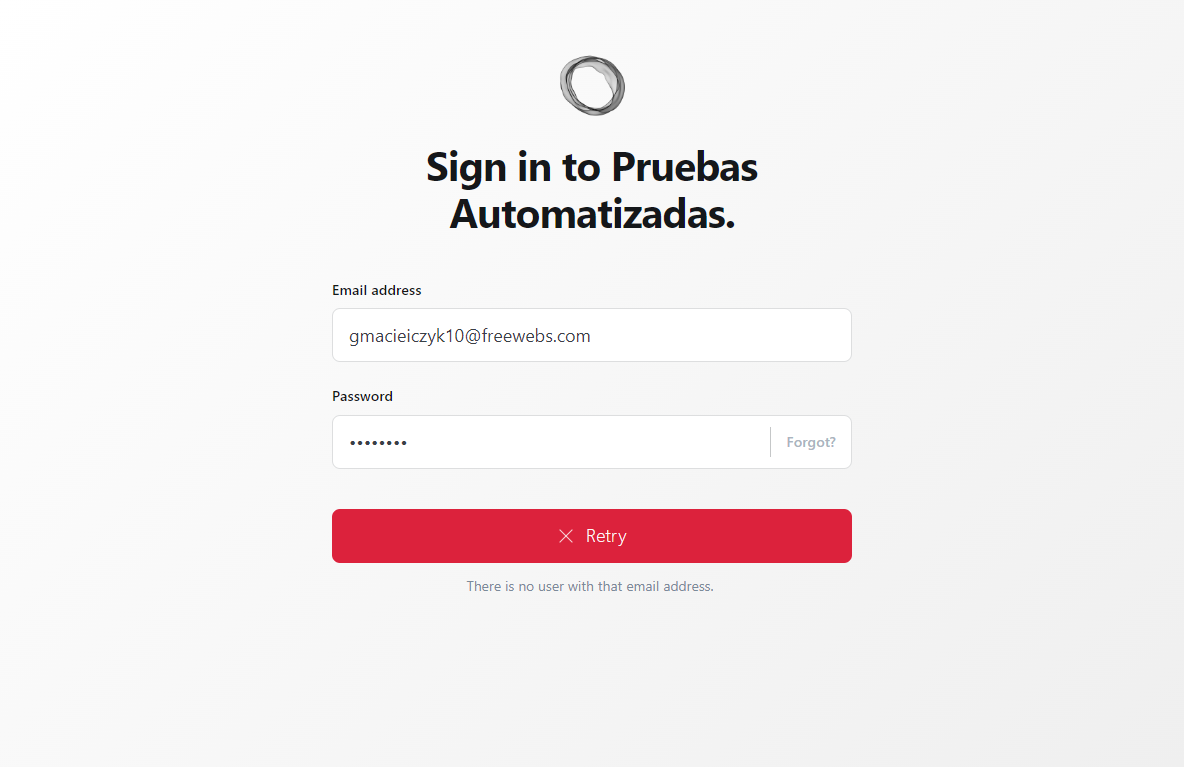 Sign in to Pruebas
Automatizadas.
Email address
gmacieiczyk10@freewebs.com
Password
••••••••
Forgot?
Retry
There is no user with that email address.